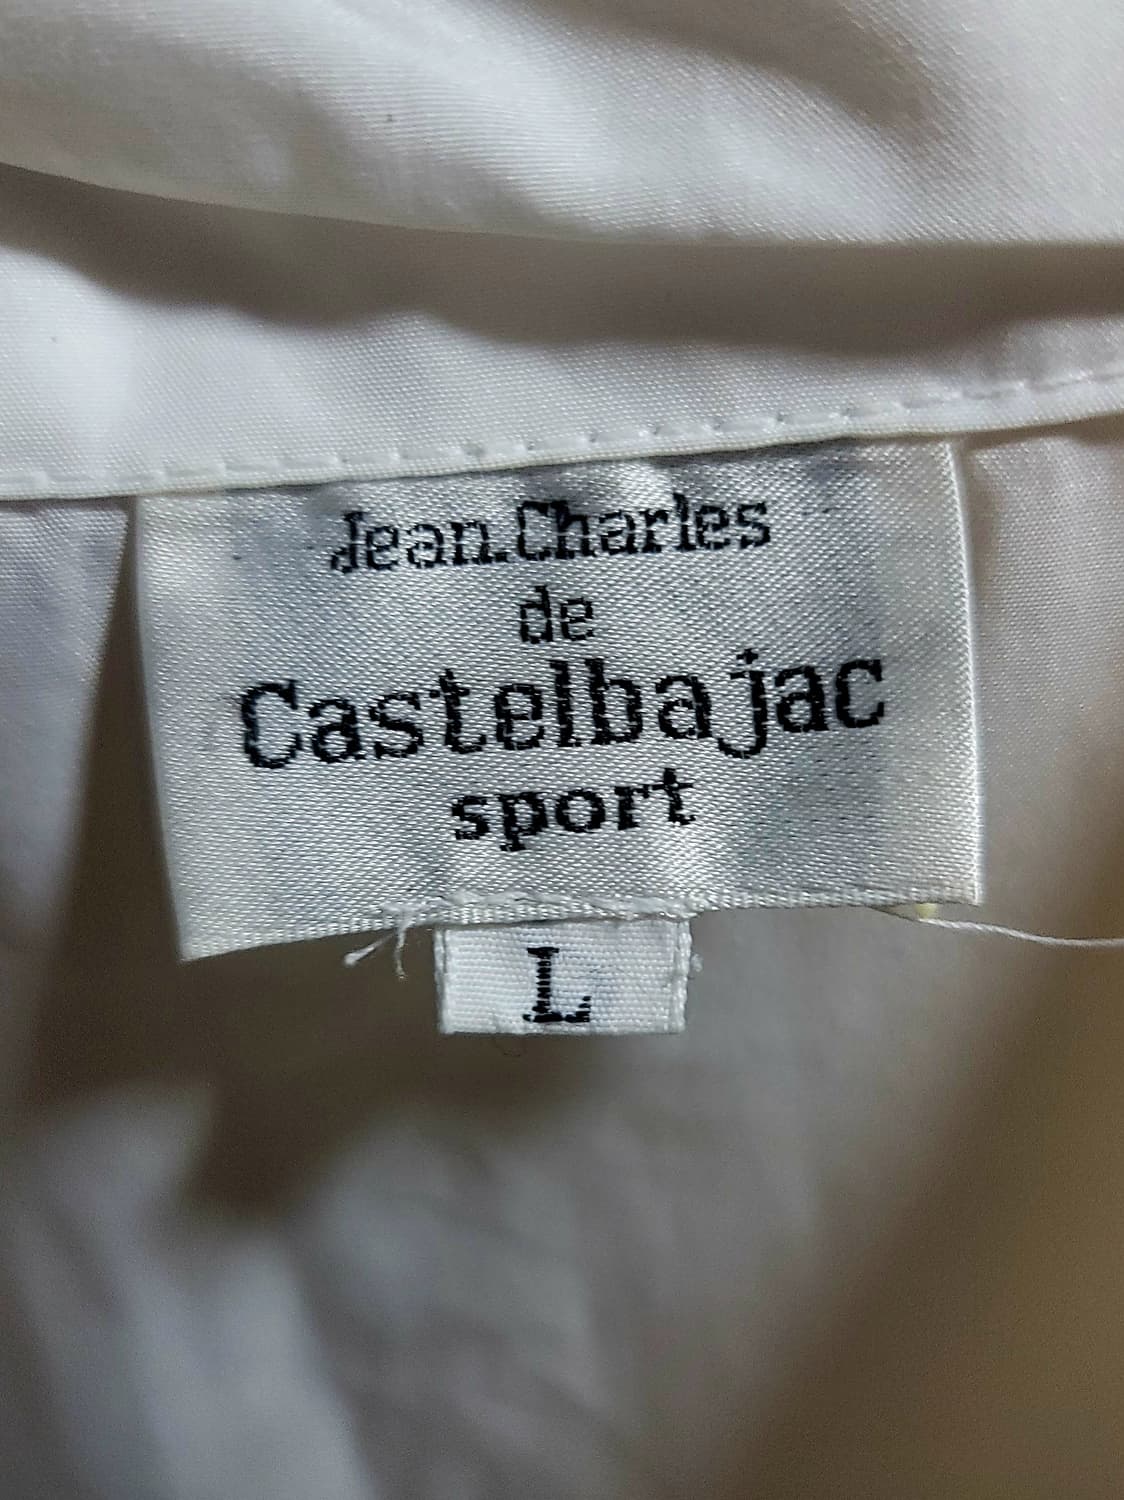 Jean.Charles
de
Castelbajac
sport
L